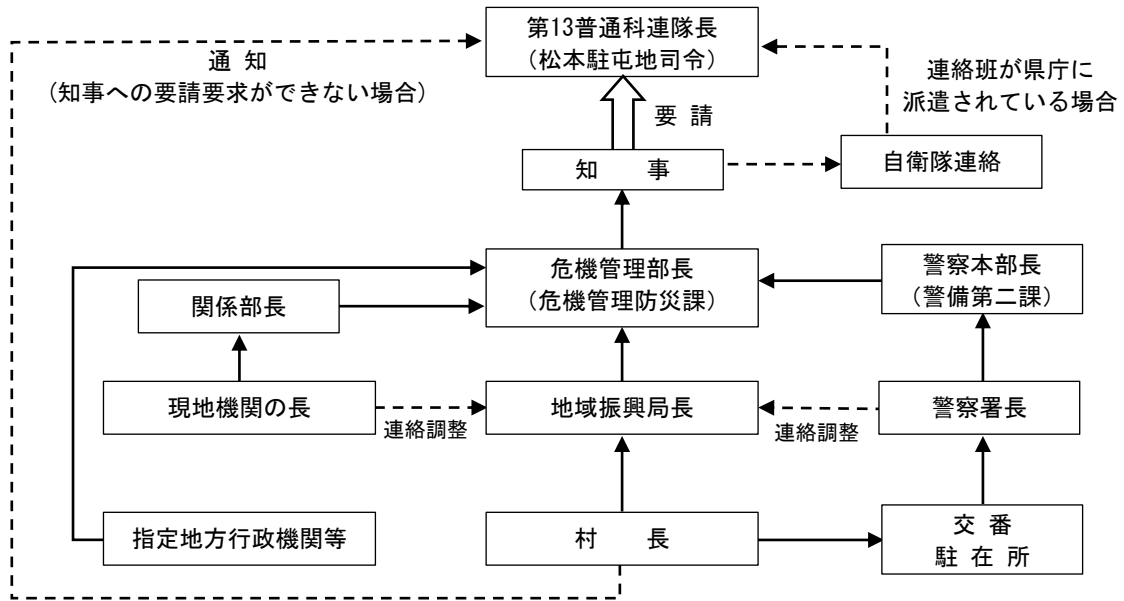 第13普通科連隊長
（松本駐屯地司令）
通 知
（知事への要請要求ができない場合）
連絡班が県庁に
派遣されている場合
要 請
知 事
自衛隊連絡
危機管理部長
（危機管理防災課）
警察本部長
（警備第二課）
関係部長
現地機関の長
連絡調整
地域振興局長
連絡調整
警察署長
指定地方行政機関等
村 長
交 番
駐 在 所